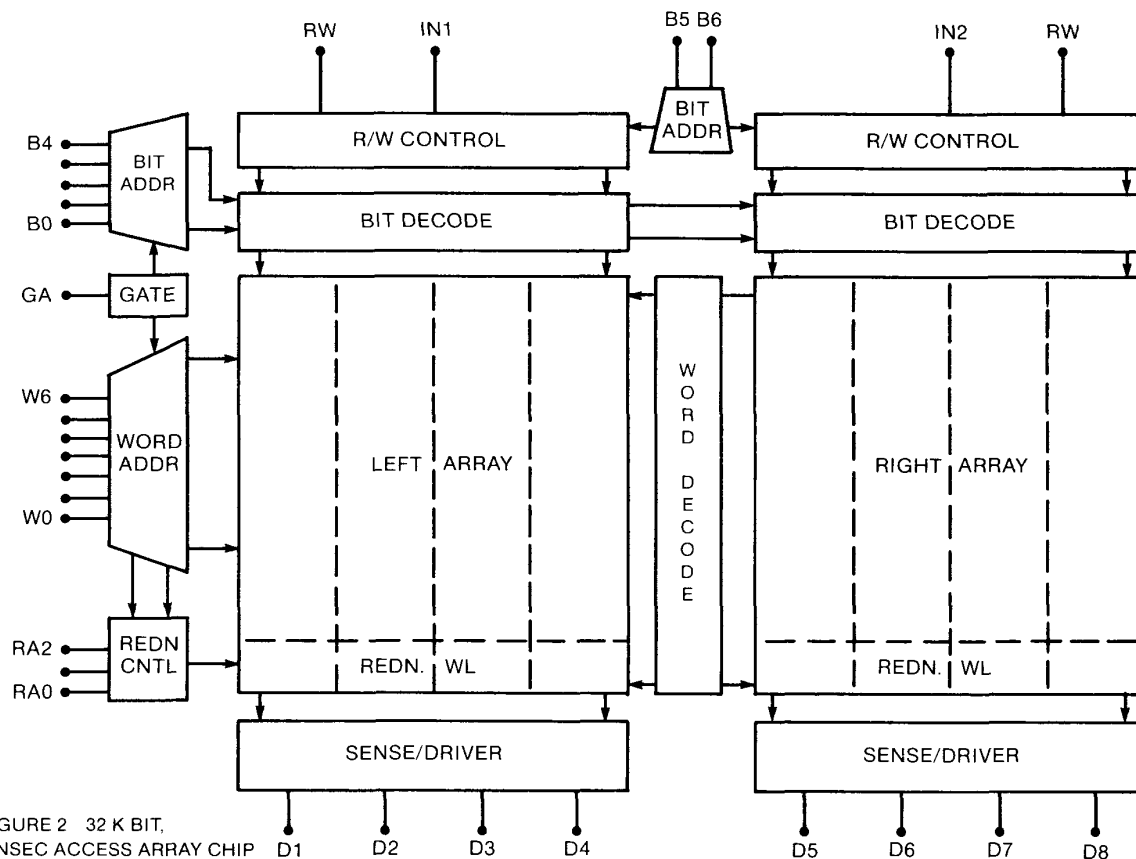 RW
IN1
B5 B6
IN2
RW
B4
BIT
ADDR
B0
R/W CONTROL
BIT
ADDR
R/W CONTROL
BIT DECODE
BIT DECODE
GA
GATE
W6
WORD
ADDR
W0
LEFT ARRAY
WORD DECODE
RIGHT ARRAY
RA2
REDN
CNTL
RA0
REDN. WL
REDN. WL
SENSE/DRIVER
SENSE/DRIVER
GURE 2 32 K BIT,
NSEC ACCESS ARRAY CHIP
D1 D2 D3 D4 D5 D6 D7 D8